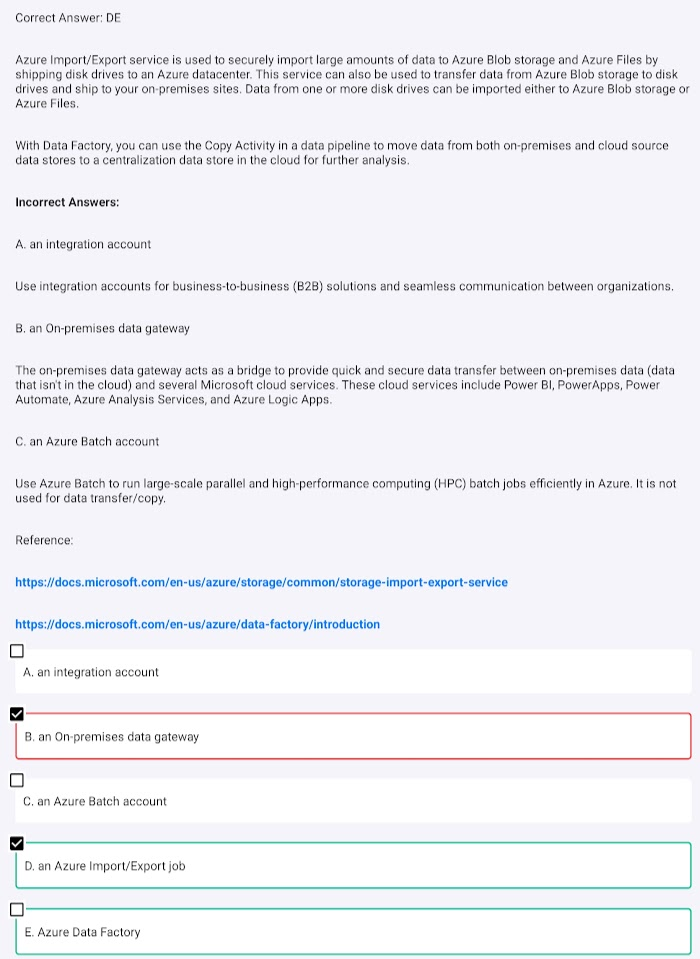 Correct Answer: DE
Azure Import/Export service is used to securely import large amounts of data to Azure Blob storage and Azure Files by
shipping disk drives to an Azure datacenter. This service can also be used to transfer data from Azure Blob storage to disk
drives and ship to your on-premises sites. Data from one or more disk drives can be imported either to Azure Blob storage or
Azure Files.
With Data Factory, you can use the Copy Activity in a data pipeline to move data from both on-premises and cloud source
data stores to a centralization data store in the cloud for further analysis.
Incorrect Answers:
A. an integration account
Use integration accounts for business-to-business (B2B) solutions and seamless communication between organizations.
B. an On-premises data gateway
The on-premises data gateway acts as a bridge to provide quick and secure data transfer between on-premises data (data
that isn't in the cloud) and several Microsoft cloud services. These cloud services include Power BI, PowerApps, Power
Automate, Azure Analysis Services, and Azure Logic Apps.
C. an Azure Batch account
Use Azure Batch to run large-scale parallel and high-performance computing (HPC) batch jobs efficiently in Azure. It is not
used for data transfer/copy.
Reference:
https://docs.microsoft.com/en-us/azure/storage/common/storage-import-export-service
https://docs.microsoft.com/en-us/azure/data-factory/introduction
A. an integration account
B. an On-premises data gateway
C. an Azure Batch account
D. an Azure Import/Export job
E. Azure Data Factory